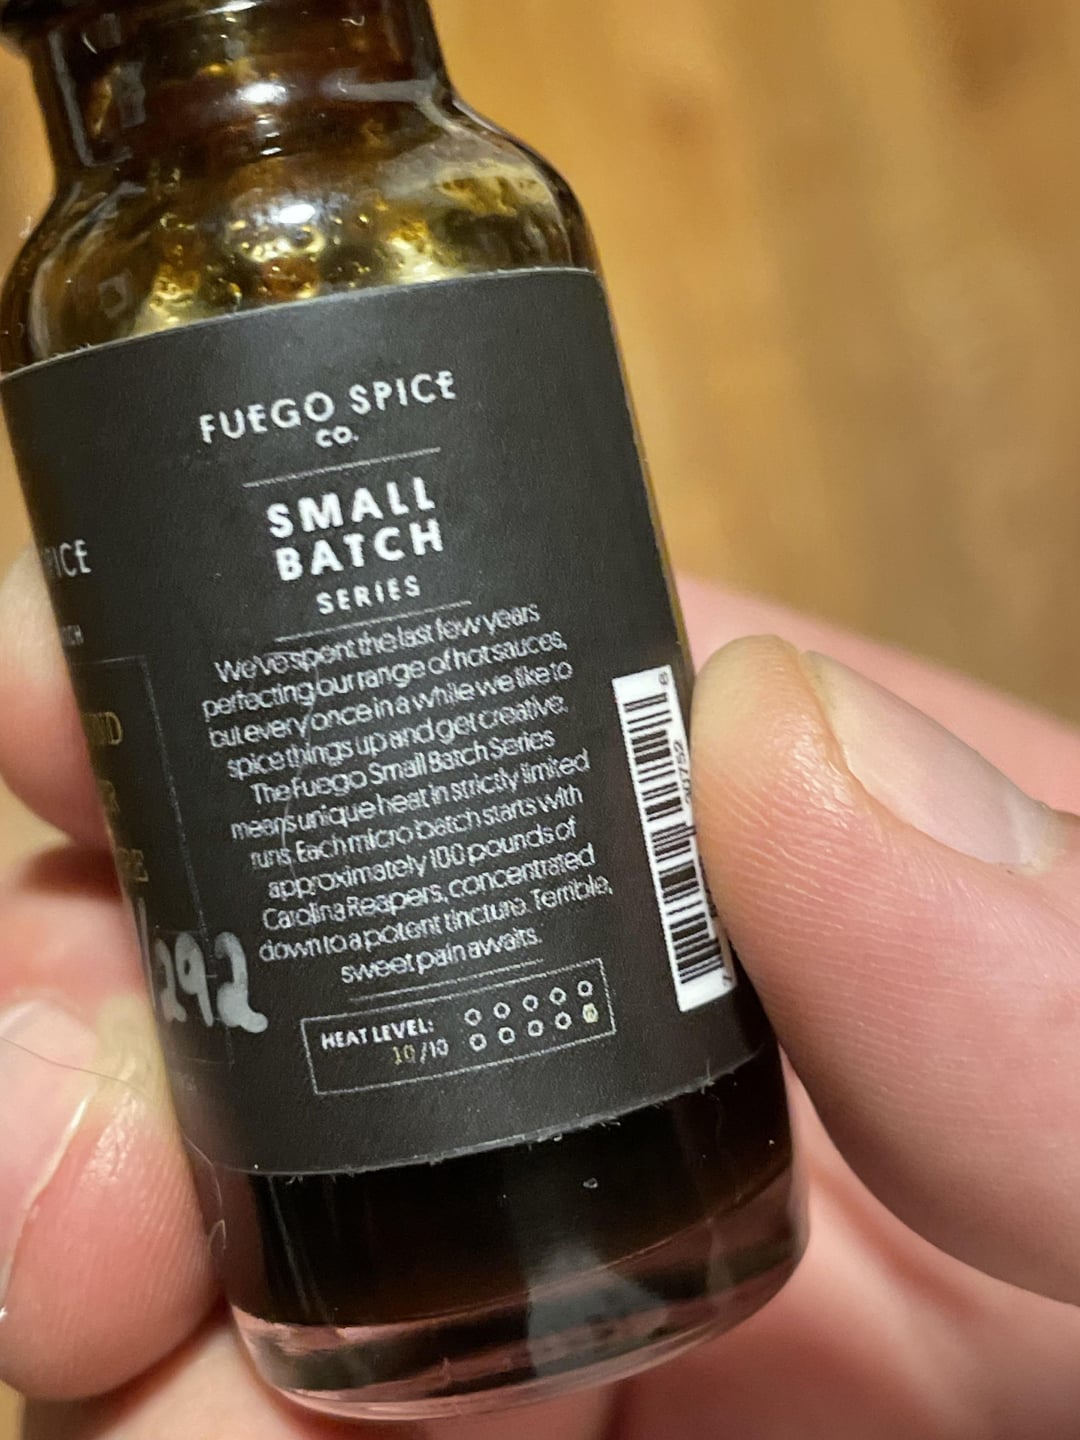 FUEGO SPICE
CO.
SMALL
BATCH
SERIES
We've spent the last few years
perfecting our range of hot sauces,
but every once in a while we like to
spice things up and get creative.
The Fuego Small Batch Series
means unique heat in strictly limited
runs. Each micro batch starts with
approximately 100 pounds of
Carolina Reapers, concentrated
down to a potent tincture. Terrible,
sweet pain awaits.
HEAT LEVEL:
10/10
/292